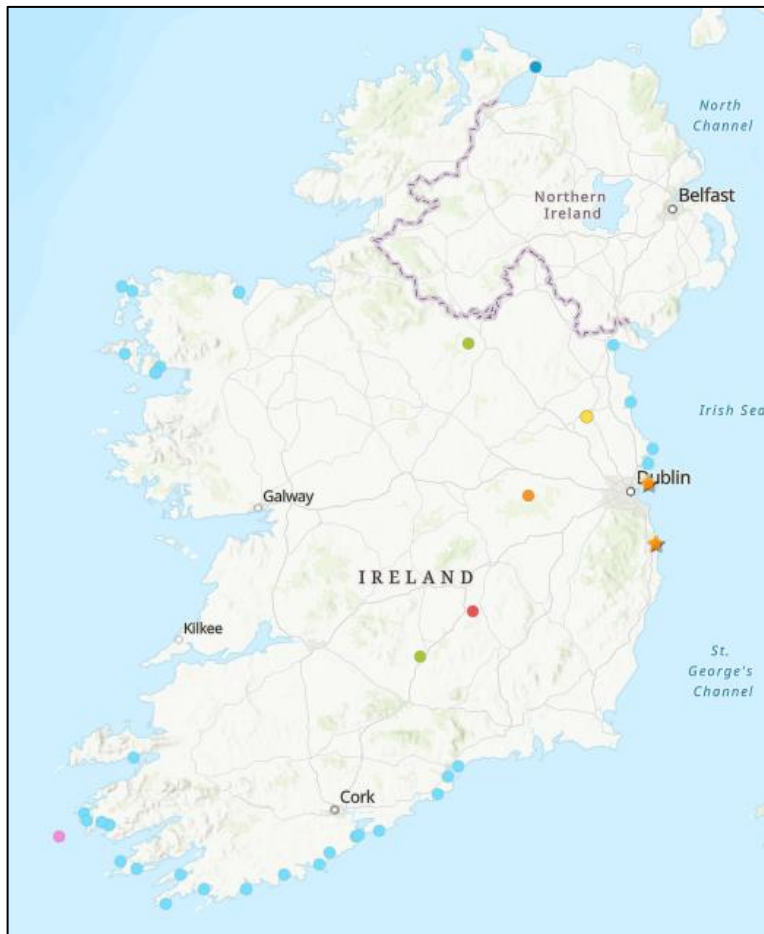 North
Channel
Belfast
Northern
Ireland
Irish Sea
Dublin
Galway
IRELAND
Kilkee
St.
George's
Channel
Cork